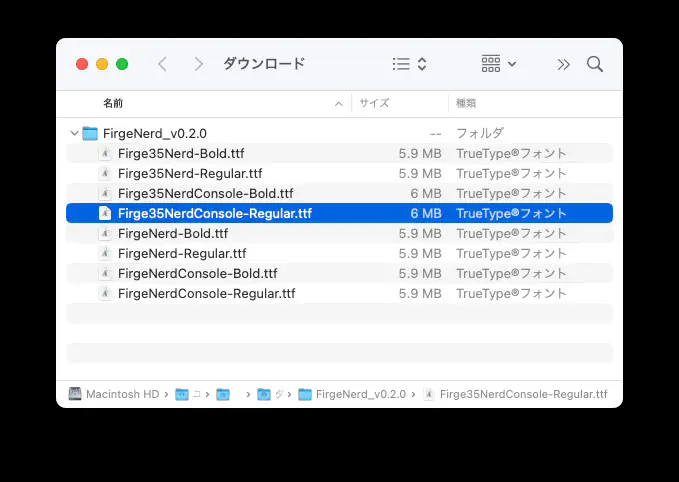 ダウンロード
名前 サイズ 種類
FirgeNerd_v0.2.0 -- フォルダ
Firge35Nerd-Bold.ttf 5.9 MB TrueType®フォント
Firge35Nerd-Regular.ttf 5.9 MB TrueType®フォント
Firge35NerdConsole-Bold.ttf 6 MB TrueType®フォント
Firge35NerdConsole-Regular.ttf 6 MB TrueType®フォント
FirgeNerd-Bold.ttf 5.9 MB TrueType®フォント
FirgeNerd-Regular.ttf 5.9 MB TrueType®フォント
FirgeNerdConsole-Bold.ttf 5.9 MB TrueType®フォント
FirgeNerdConsole-Regular.ttf 5.9 MB TrueType®フォント
Macintosh HD › ユ › › ダ › FirgeNerd_v0.2.0 › Firge35NerdConsole-Regular.ttf